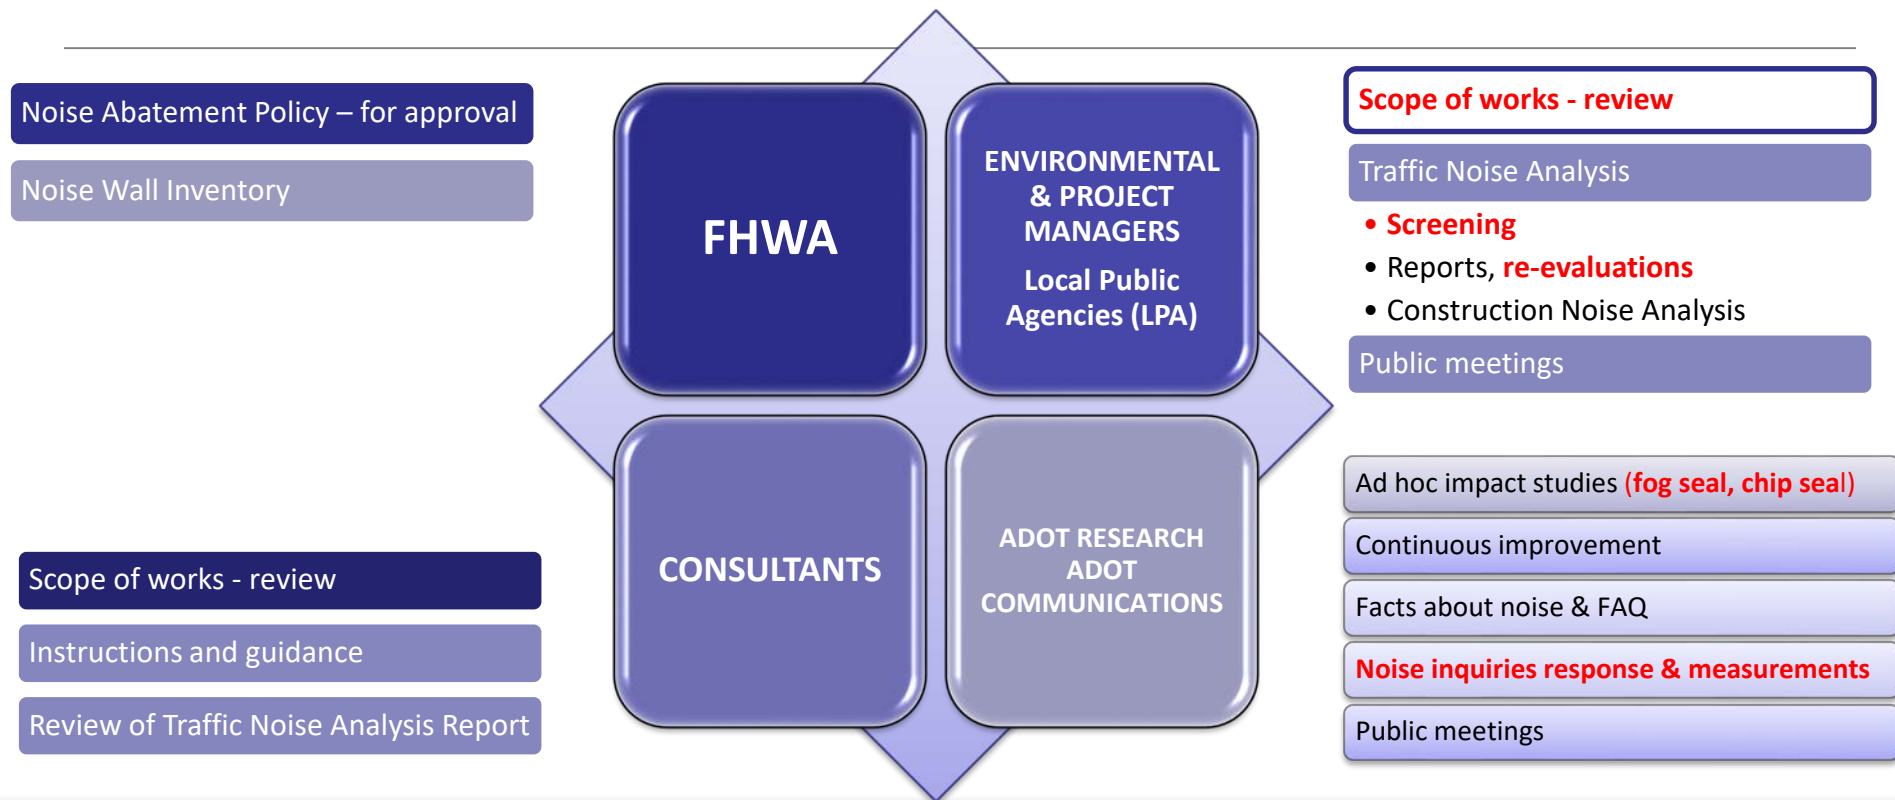 Noise Abatement Policy – for approval
Noise Wall Inventory
FHWA
ENVIRONMENTAL
& PROJECT
MANAGERS
Local Public
Agencies (LPA)
Scope of works - review
Traffic Noise Analysis
• Screening
• Reports, re-evaluations
• Construction Noise Analysis
Public meetings
Scope of works - review
Instructions and guidance
Review of Traffic Noise Analysis Report
CONSULTANTS
ADOT RESEARCH
ADOT
COMMUNICATIONS
Ad hoc impact studies (fog seal, chip seal)
Continuous improvement
Facts about noise & FAQ
Noise inquiries response & measurements
Public meetings